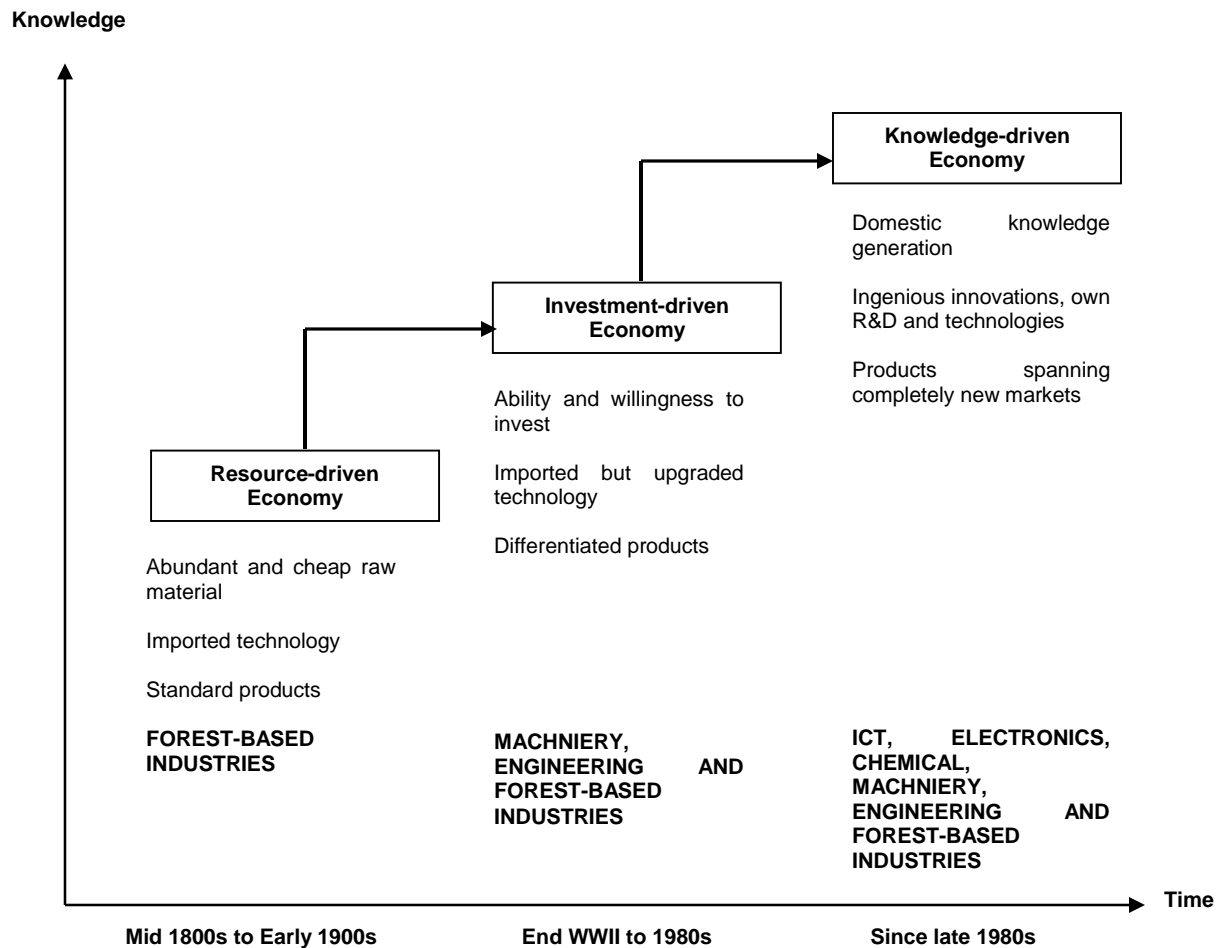 Knowledge
Knowledge-driven
Economy
Domestic knowledge
generation
Ingenious innovations, own
R&D and technologies
Products spanning
completely new markets
Investment-driven
Economy
Ability and willingness to
invest
Imported but upgraded
technology
Differentiated products
Resource-driven
Economy
Abundant and cheap raw
material
Imported technology
Standard products
FOREST-BASED
INDUSTRIES
MACHNIERY,
ENGINEERING AND
FOREST-BASED
INDUSTRIES
ICT, ELECTRONICS,
CHEMICAL,
MACHNIERY,
ENGINEERING AND
FOREST-BASED
INDUSTRIES
Time
Mid 1800s to Early 1900s
End WWII to 1980s
Since late 1980s